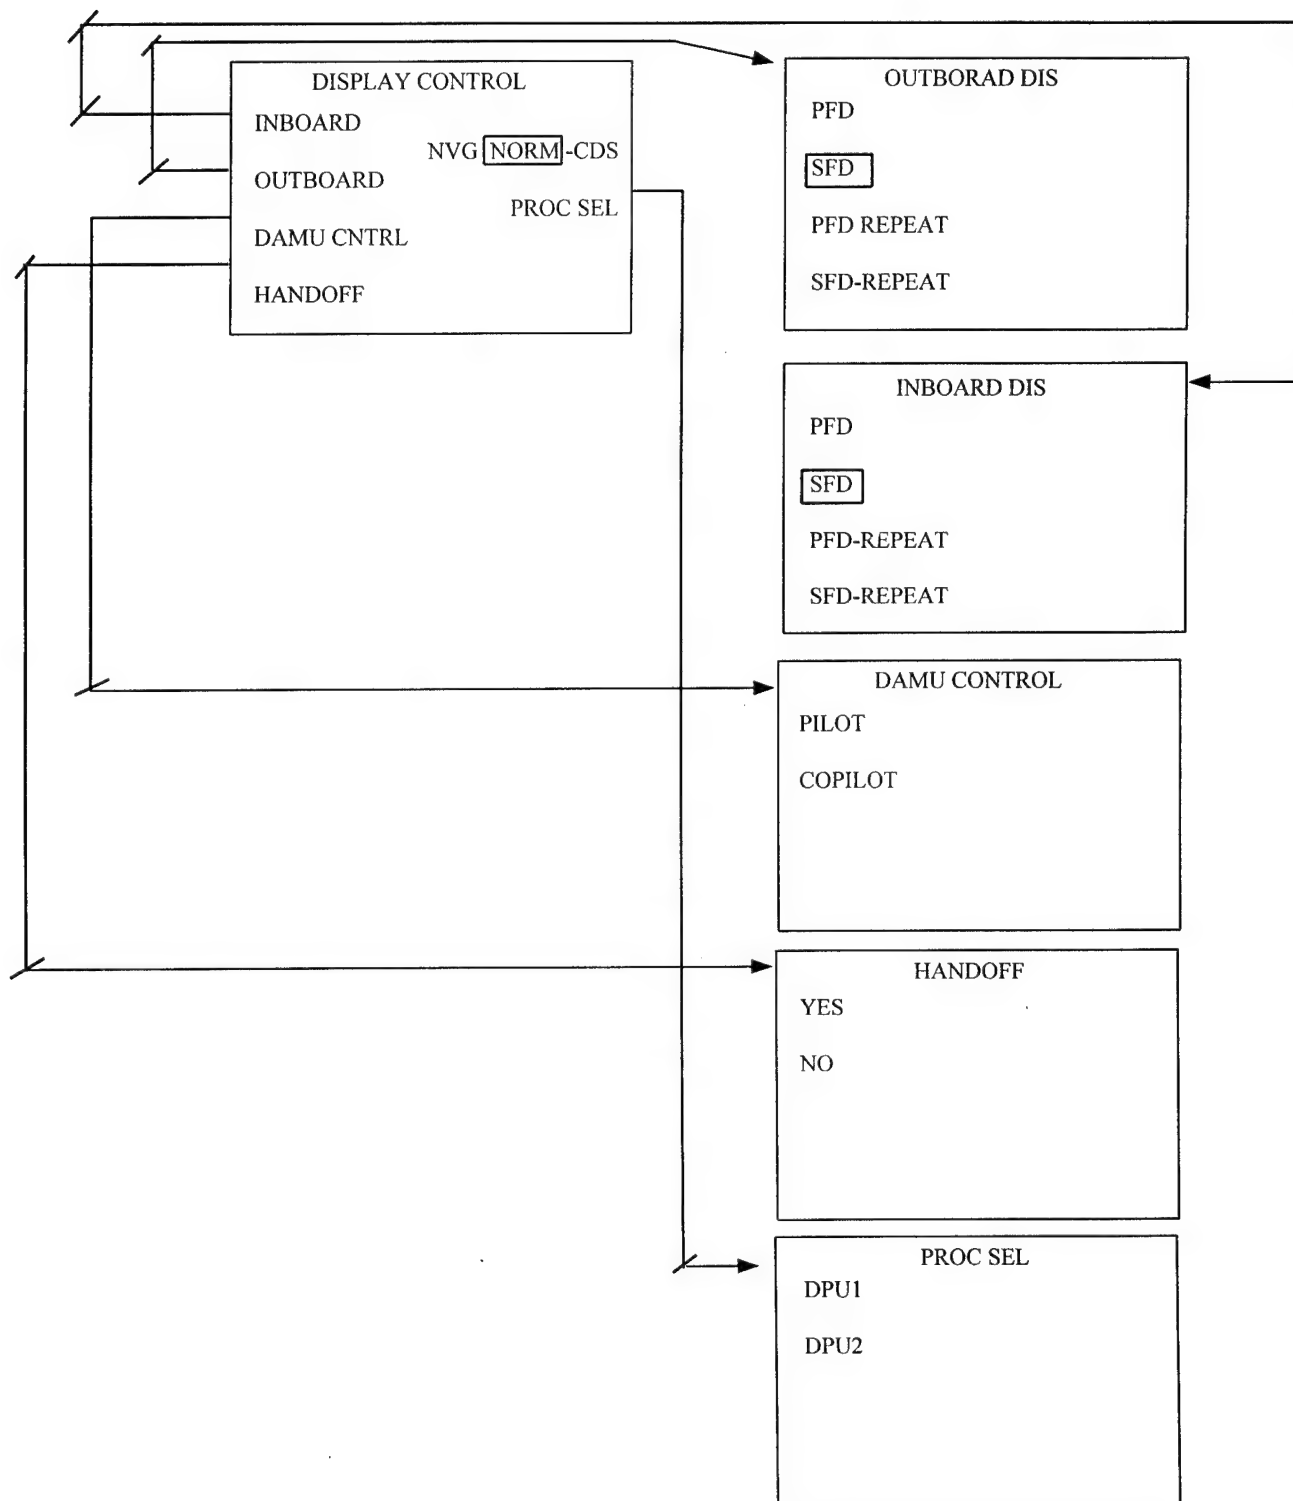 DISPLAY CONTROL
INBOARD
NVG NORM -CDS
OUTBOARD
PROC SEL
DAMU CNTRL
HANDOFF
OUTBORAD DIS
PFD
SFD
PFD REPEAT
SFD-REPEAT
INBOARD DIS
PFD
SFD
PFD-REPEAT
SFD-REPEAT
DAMU CONTROL
PILOT
COPILOT
HANDOFF
YES
NO
PROC SEL
DPU1
DPU2